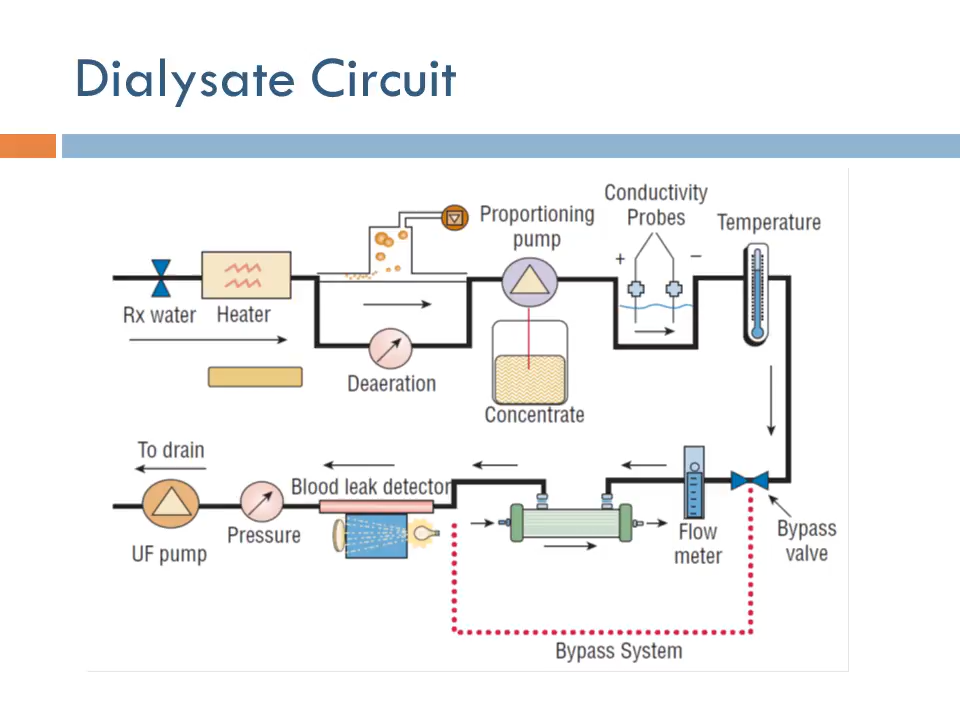 Dialysate Circuit
Conductivity
Probes
Proportioning
pump
Temperature
+
−
Rx water
Heater
Deaeration
Concentrate
To drain
Blood leak detector
Pressure
UF pump
Flow
meter
Bypass
valve
Bypass System